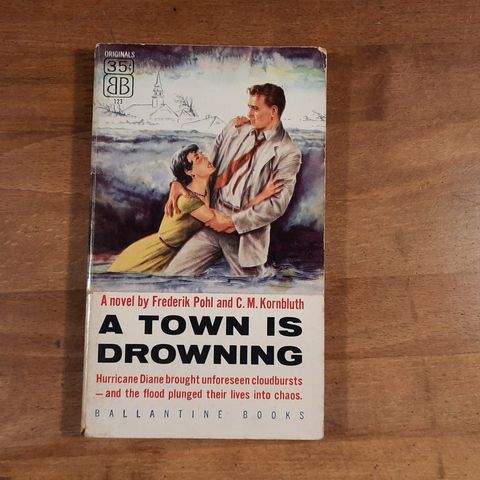 ORIGINALS
35¢
BB
123
A novel by Frederik Pohl and C. M. Kornbluth
A TOWN IS
DROWNING
Hurricane Diane brought unforeseen cloudbursts
—and the flood plunged their lives into chaos.
BALLANTINE BOOKS